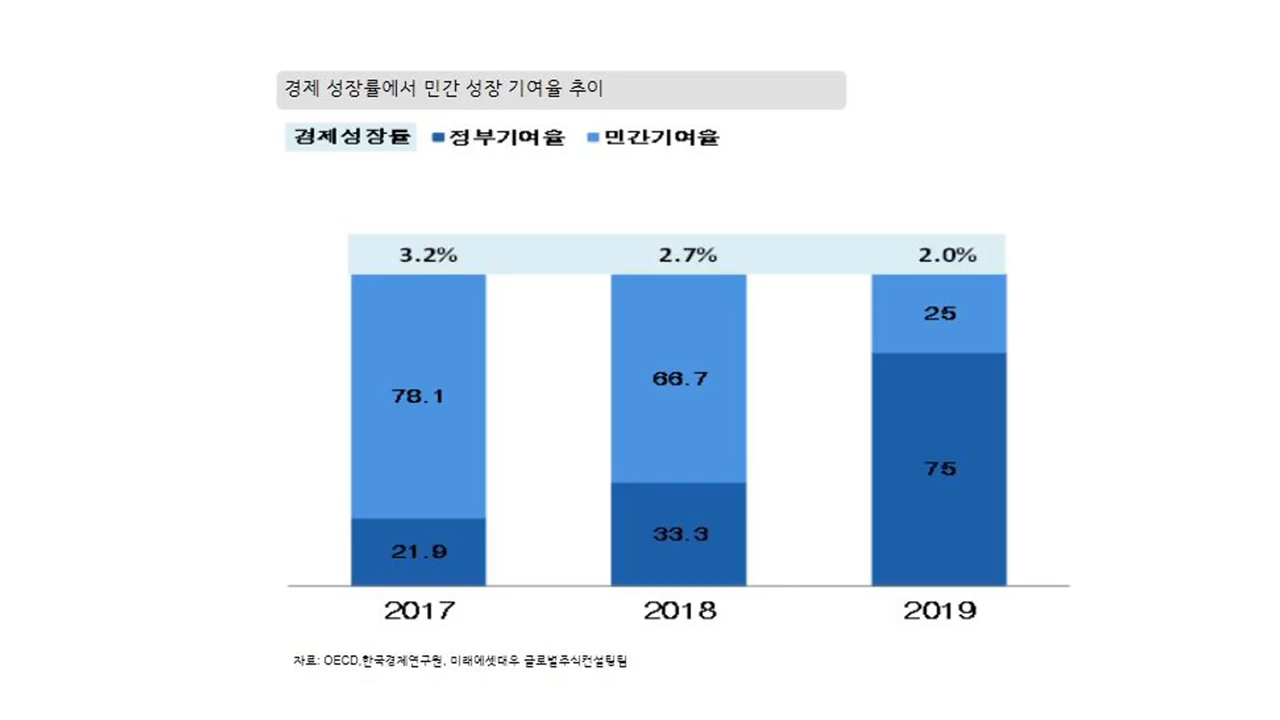 경제 성장률에서 민간 성장 기여율 추이
경제성장률 정부기여율 민간기여율
3.2% 2.7% 2.0%
78.1 66.7 25
21.9 33.3 75
2017 2018 2019
자료: OECD,한국경제연구원, 미래에셋대우 글로벌주식컨설팅팀